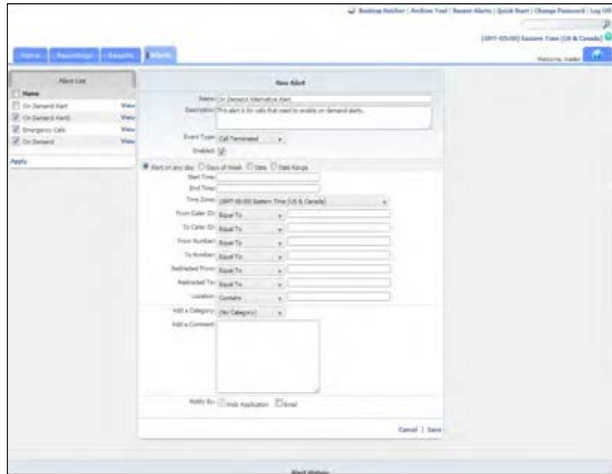 Desktop Notifier | Archive Tool | Recent Alerts | Quick Start | Change Password | Log Off
(GMT-05:00) Eastern Time (US & Canada)
Home Recordings Reports Alerts
Welcome,
Alert List
Name
On Demand Alert View
On Demand Alert1 View
Emergency Calls View
On Demand View
Apply
New Alert
Name: On Demand Alternative Alert
Description: This alert is for calls that need to enable on demand alerts.
Event Type: Call Terminated
Enabled:
Alert on any day Days of Week Date Date Range
Start Time:
End Time:
Time Zone: (GMT-05:00) Eastern Time (US & Canada)
From Caller ID: Equal To
To Caller ID: Equal To
From Number: Equal To
To Number: Equal To
Redirected From: Equal To
Redirected To: Equal To
Location: Contains
Add a Category: (No Category)
Add a Comment:
Notify By: Web Application Email
Cancel | Save
Alert History